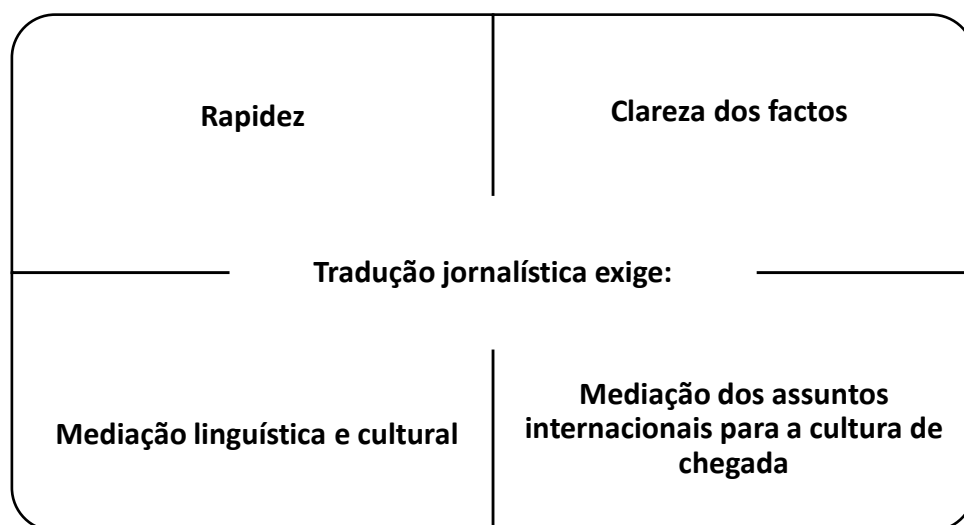 Rapidez
Clareza dos factos
Tradução jornalística exige:
Mediação linguística e cultural
Mediação dos assuntos
internacionais para a cultura de
chegada